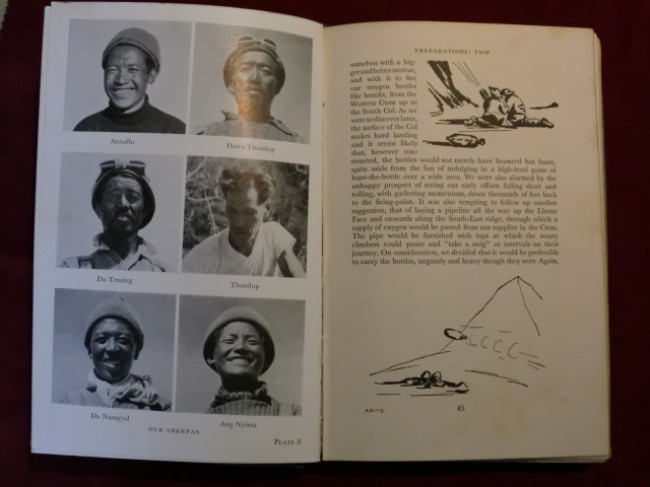 Annullu
Dawa Thondup
Da Tensing
Thondup
Da Namgyal
Ang Nyima
OUR SHERPAS
PLATE 8
PREPARATIONS: TWO
ourselves with a big-
ger and better mortar,
and with it to fire
our oxygen bottles
like bombs, from the
Western Cwm up to
the South Col. As we
were to discover later,
the surface of the Col
makes hard landing
and it seems likely
that, however con-
structed, the bottles would not merely have bounced but burst,
quite aside from the fun of indulging in a high-level game of
hunt-the-bottle over a wide area. We were also alarmed by the
unhappy prospect of seeing our early efforts falling short and
rolling, with gathering momentum, down thousands of feet back
to the firing-point. It was also tempting to follow up another
suggestion, that of laying a pipeline all the way up the Lhotse
Face and onwards along the South-East ridge, through which a
supply of oxygen would be passed from our supplies in the Cwm.
The pipe would be furnished with taps at which the weary
climbers could pause and "take a swig" at intervals on their
journey. On consideration, we decided that it would be preferable
to carry the bottles, ungainly and heavy though they were Again,
45